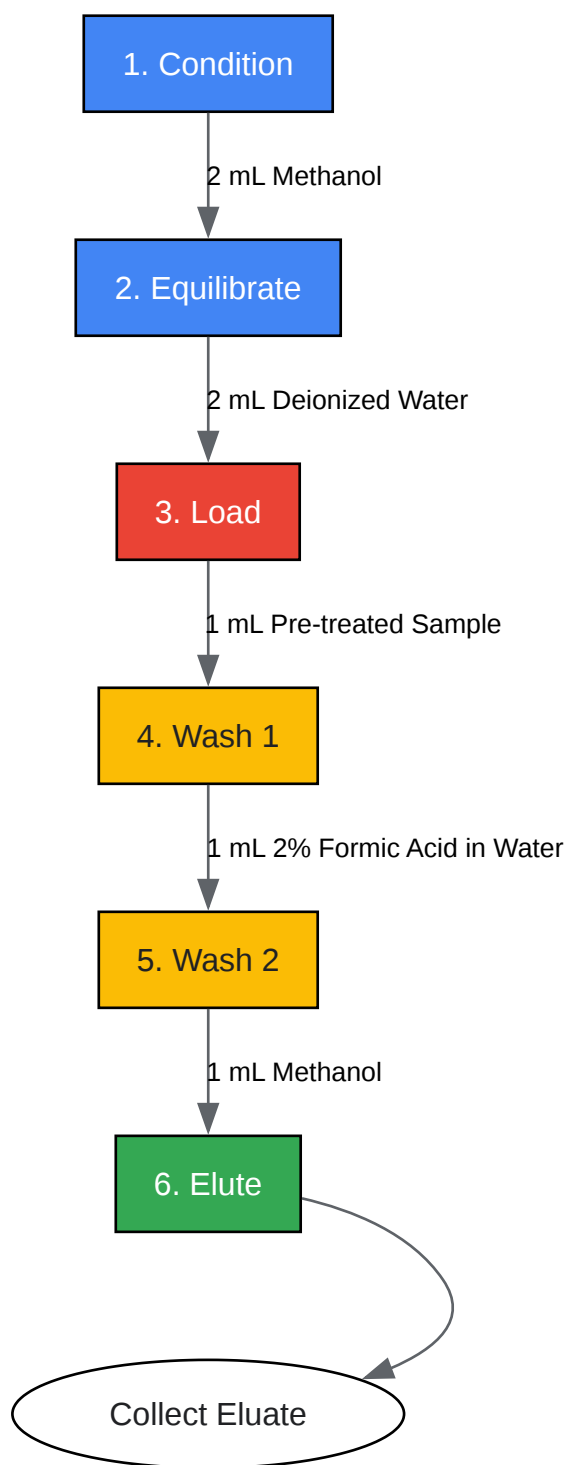 1. Condition
2 mL Methanol
2. Equilibrate
2 mL Deionized Water
3. Load
1 mL Pre-treated Sample
4. Wash 1
1 mL 2% Formic Acid in Water
5. Wash 2
1 mL Methanol
6. Elute
Collect Eluate